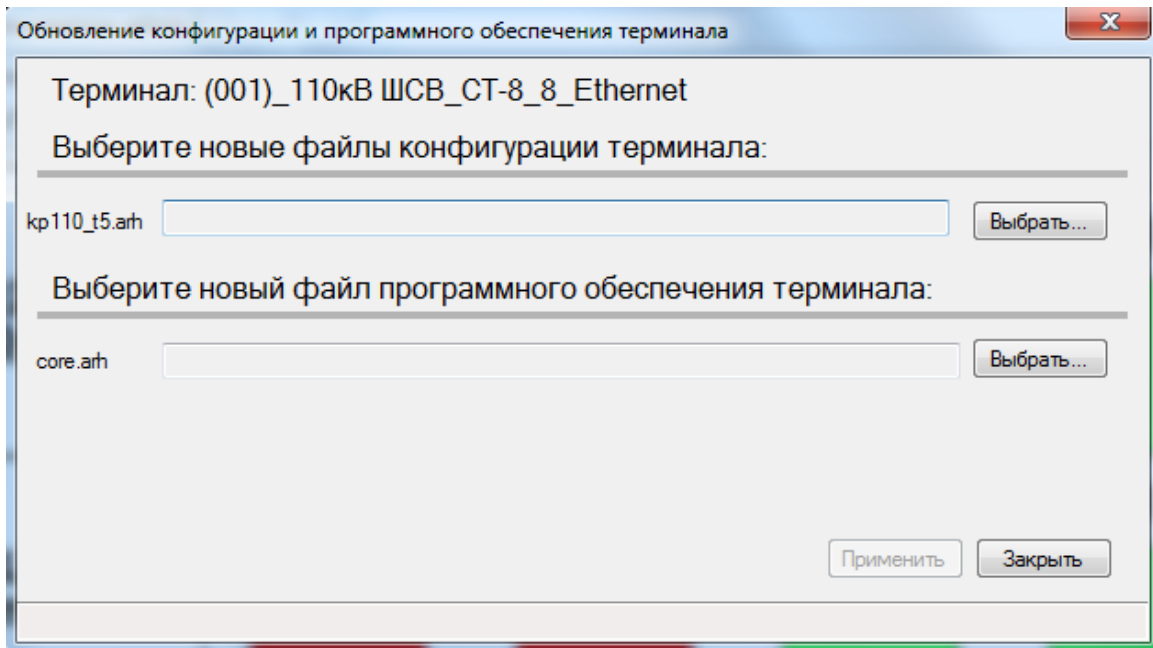 Обновление конфигурации и программного обеспечения терминала
Терминал: (001)_110кВ ШСВ_СТ-8_8_Ethernet
Выберите новые файлы конфигурации терминала:
kp110_t5.arh
Выбрать...
Выберите новый файл программного обеспечения терминала:
core.arh
Выбрать...
Применить
Закрыть